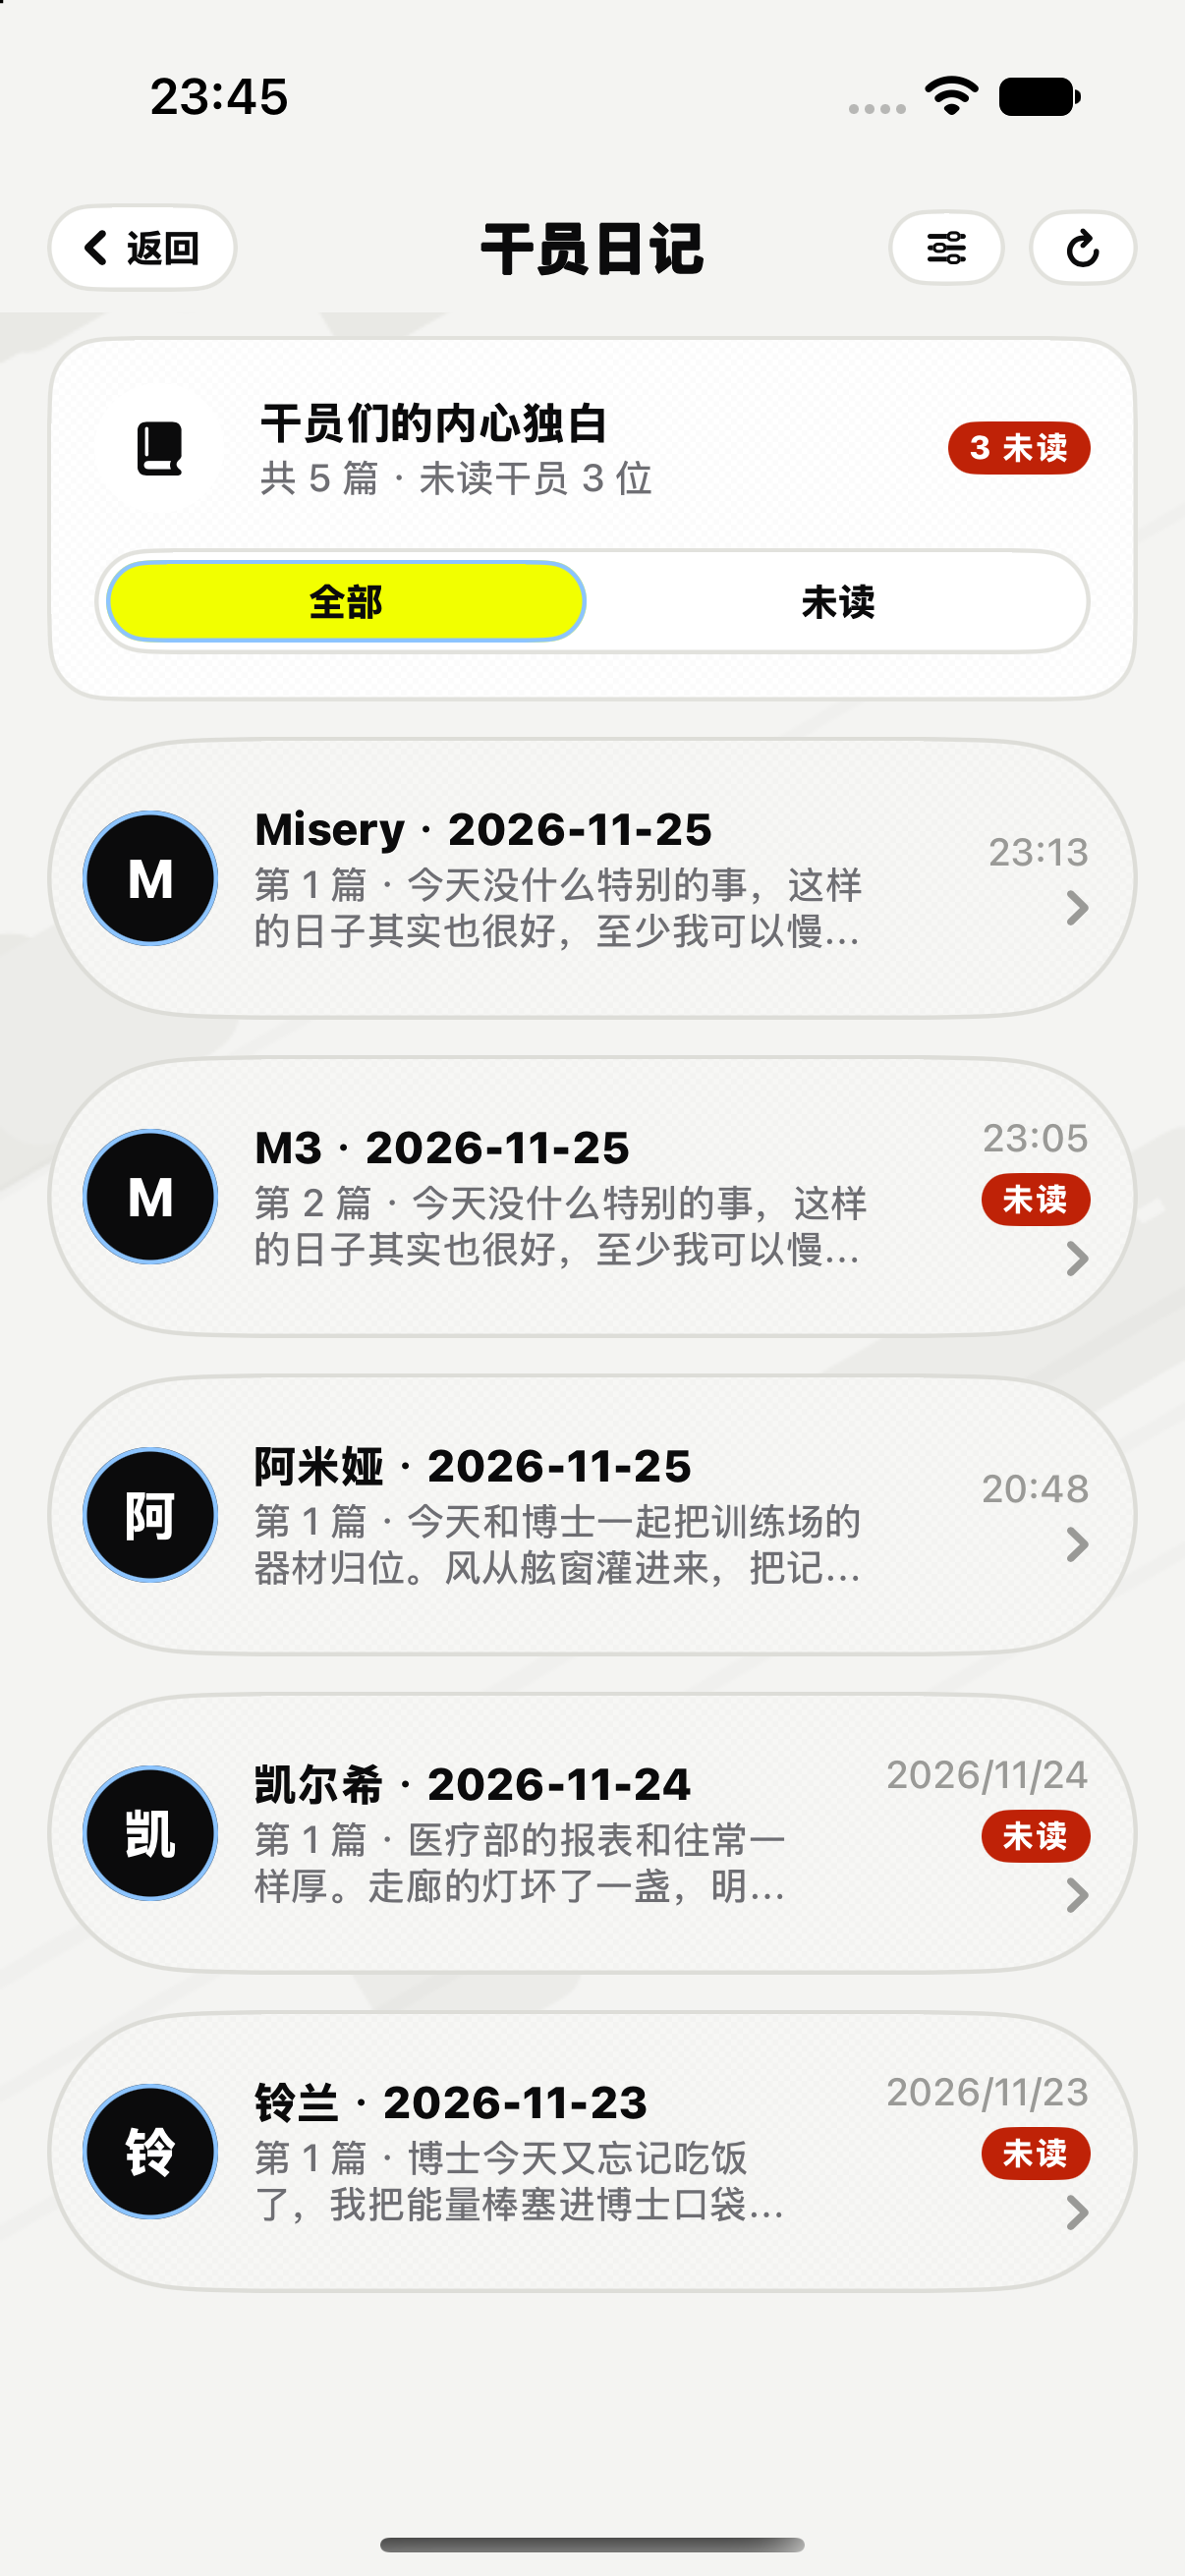 23:45
返回
干员日记
干员们的内心独白
共 5 篇 · 未读干员 3 位
3 未读
全部
未读
M
Misery · 2026-11-25
第 1 篇 · 今天没什么特别的事，这样
的日子其实也很好，至少我可以慢...
23:13
M
M3 · 2026-11-25
第 2 篇 · 今天没什么特别的事，这样
的日子其实也很好，至少我可以慢...
23:05
未读
阿
阿米娅 · 2026-11-25
第 1 篇 · 今天和博士一起把训练场的
器材归位。风从舷窗灌进来，把记...
20:48
凯
凯尔希 · 2026-11-24
第 1 篇 · 医疗部的报表和往常一
样厚。走廊的灯坏了一盏，明...
2026/11/24
未读
铃
铃兰 · 2026-11-23
第 1 篇 · 博士今天又忘记吃饭
了，我把能量棒塞进博士口袋...
2026/11/23
未读